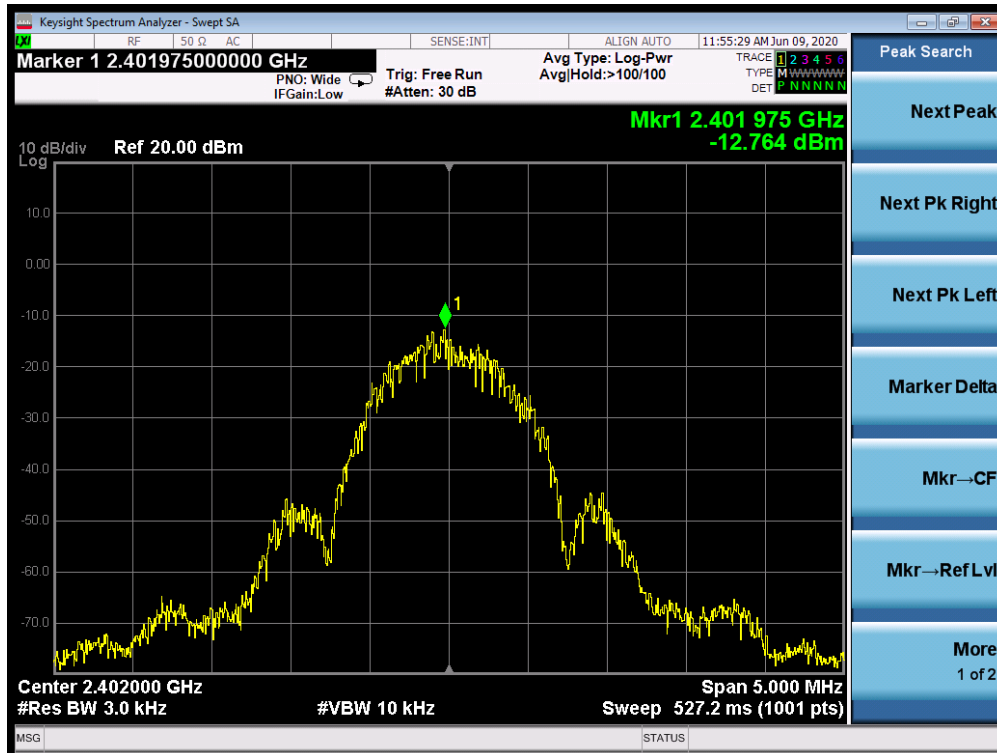 Keysight Spectrum Analyzer - Swept SA
LXI RF 50 Ω AC SENSE:INT ALIGN AUTO 11:55:29 AM Jun 09, 2020
Marker 1 2.401975000000 GHz
PNO: Wide
IFGain:Low
Trig: Free Run
#Atten: 30 dB
Avg Type: Log-Pwr
Avg|Hold:>100/100
TRACE 1 2 3 4 5 6
TYPE M WWWWW
DET P N N N N N
Mkr1 2.401 975 GHz
-12.764 dBm
10 dB/div Ref 20.00 dBm
Log
10.0
0.00
-10.0
-20.0
-30.0
-40.0
-50.0
-60.0
-70.0
1
Center 2.402000 GHz
Span 5.000 MHz
#Res BW 3.0 kHz
#VBW 10 kHz
Sweep 527.2 ms (1001 pts)
MSG
STATUS
Peak Search
Next Peak
Next Pk Right
Next Pk Left
Marker Delta
Mkr→CF
Mkr→Ref Lvl
More
1 of 2